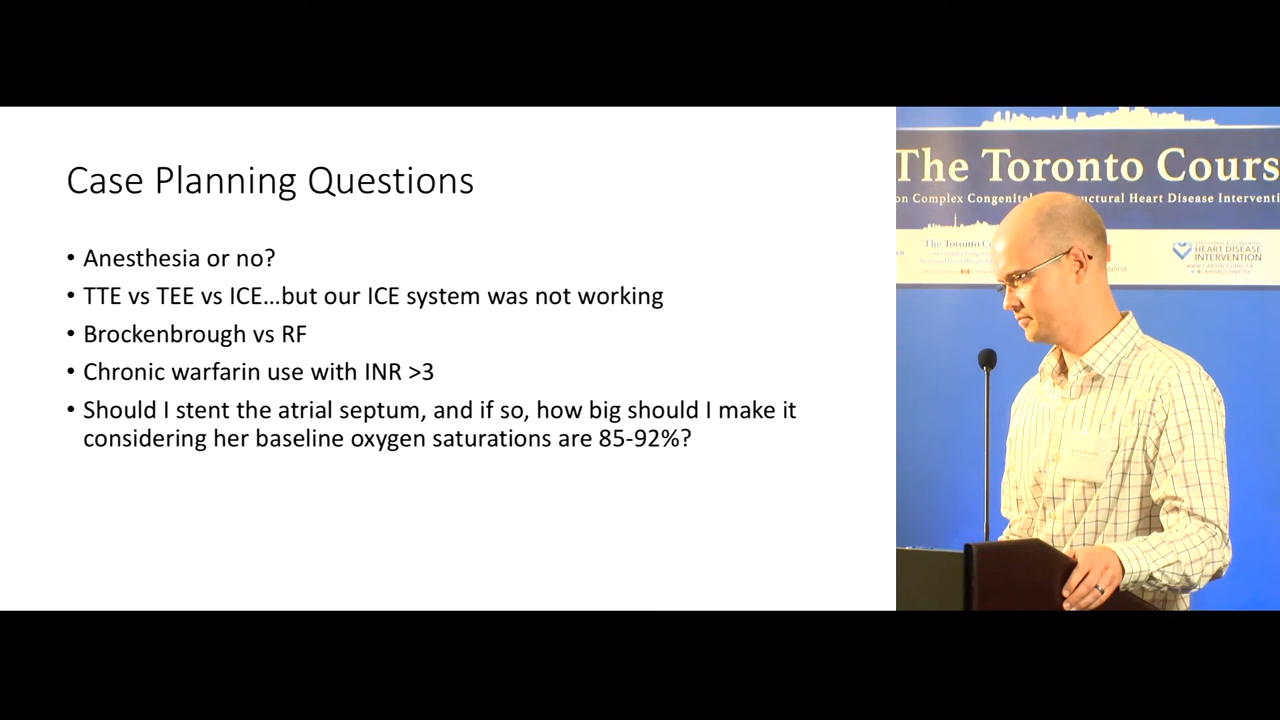 Case Planning Questions
• Anesthesia or no?
• TTE vs TEE vs ICE…but our ICE system was not working
• Brockenbrough vs RF
• Chronic warfarin use with INR >3
• Should I stent the atrial septum, and if so, how big should I make it
considering her baseline oxygen saturations are 85-92%?
The Toronto Cours
on Complex Congenital
uctural Heart Disease Interventi
The Toronto Co
HEART DISEASE
INTERVENTION